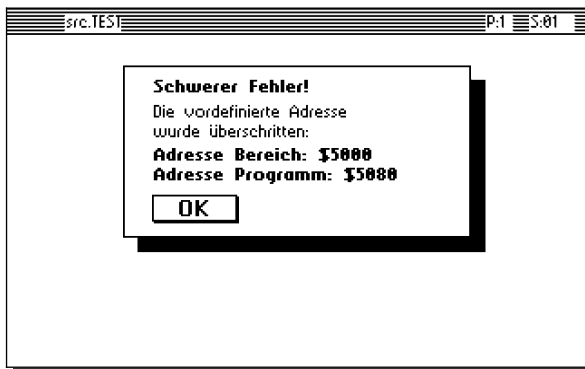 src.TEST P:1 S:01
Schwerer Fehler!
Die vordefinierte Adresse
wurde überschritten:
Adresse Bereich: $5000
Adresse Programm: $5080
OK